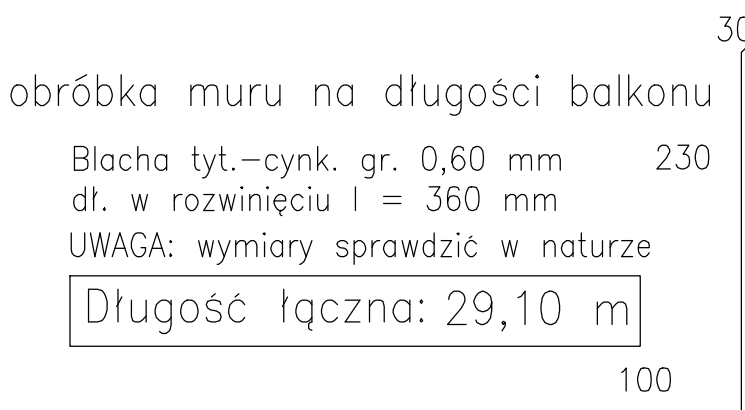 30
obróbka muru na długości balkonu
Blacha tyt.-cynk. gr. 0,60 mm 230
dł. w rozwinięciu l = 360 mm
UWAGA: wymiary sprawdzić w naturze
Długość łączna: 29,10 m
100